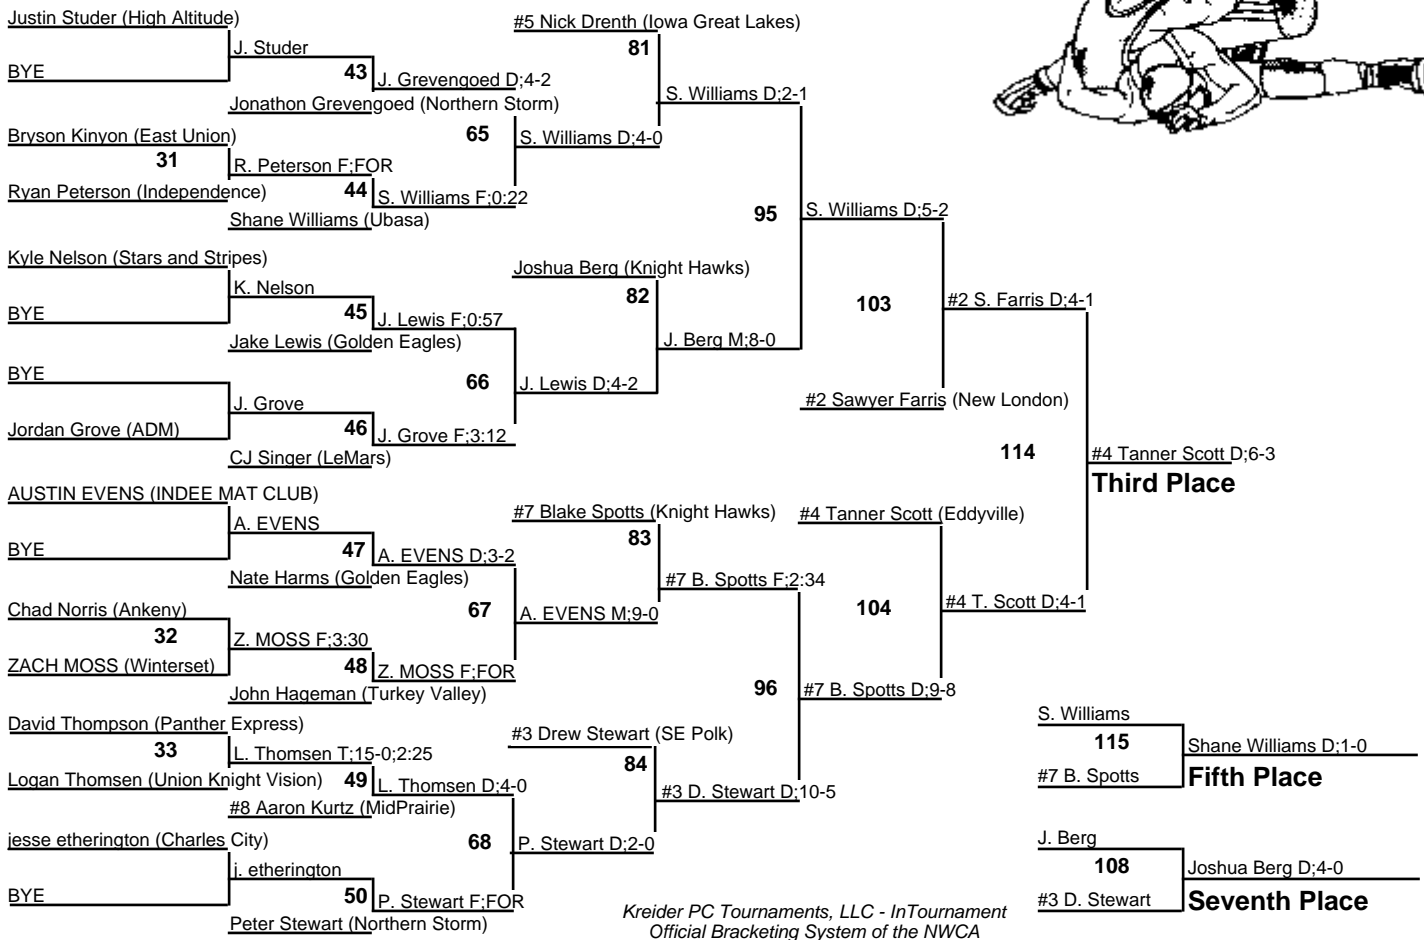 Justin Studer (High Altitude)
#5 Nick Drenth (Iowa Great Lakes)
J. Studer
81
BYE
43
J. Grevengoed D;4-2
S. Williams D;2-1
Jonathon Grevengoed (Northern Storm)
Bryson Kinyon (East Union)
65
S. Williams D;4-0
31
R. Peterson F;FOR
Ryan Peterson (Independence)
44
S. Williams F;0:22
95
S. Williams D;5-2
Shane Williams (Ubasa)
Kyle Nelson (Stars and Stripes)
Joshua Berg (Knight Hawks)
K. Nelson
82
103
#2 S. Farris D;4-1
BYE
45
J. Lewis F;0:57
Jake Lewis (Golden Eagles)
J. Berg M;8-0
BYE
66
J. Lewis D;4-2
J. Grove
#2 Sawyer Farris (New London)
Jordan Grove (ADM)
46
J. Grove F;3:12
CJ Singer (LeMars)
114
#4 Tanner Scott D;6-3
Third Place
AUSTIN EVENS (INDEE MAT CLUB)
#7 Blake Spotts (Knight Hawks)
#4 Tanner Scott (Eddyville)
A. EVENS
83
BYE
47
A. EVENS D;3-2
Nate Harms (Golden Eagles)
#7 B. Spotts F;2:34
Chad Norris (Ankeny)
67
A. EVENS M;9-0
104
#4 T. Scott D;4-1
32
Z. MOSS F;3:30
ZACH MOSS (Winterset)
48
Z. MOSS F;FOR
John Hageman (Turkey Valley)
96
#7 B. Spotts D;9-8
David Thompson (Panther Express)
#3 Drew Stewart (SE Polk)
S. Williams
33
L. Thomsen T;15-0;2:25
84
115
Shane Williams D;1-0
Logan Thomsen (Union Knight Vision)
49
L. Thomsen D;4-0
#3 D. Stewart D;10-5
#7 B. Spotts
Fifth Place
#8 Aaron Kurtz (MidPrairie)
jesse etherington (Charles City)
68
P. Stewart D;2-0
J. Berg
j. etherington
108
Joshua Berg D;4-0
BYE
50
P. Stewart F;FOR
#3 D. Stewart
Seventh Place
Peter Stewart (Northern Storm)
Kreider PC Tournaments, LLC - InTournament
Official Bracketing System of the NWCA